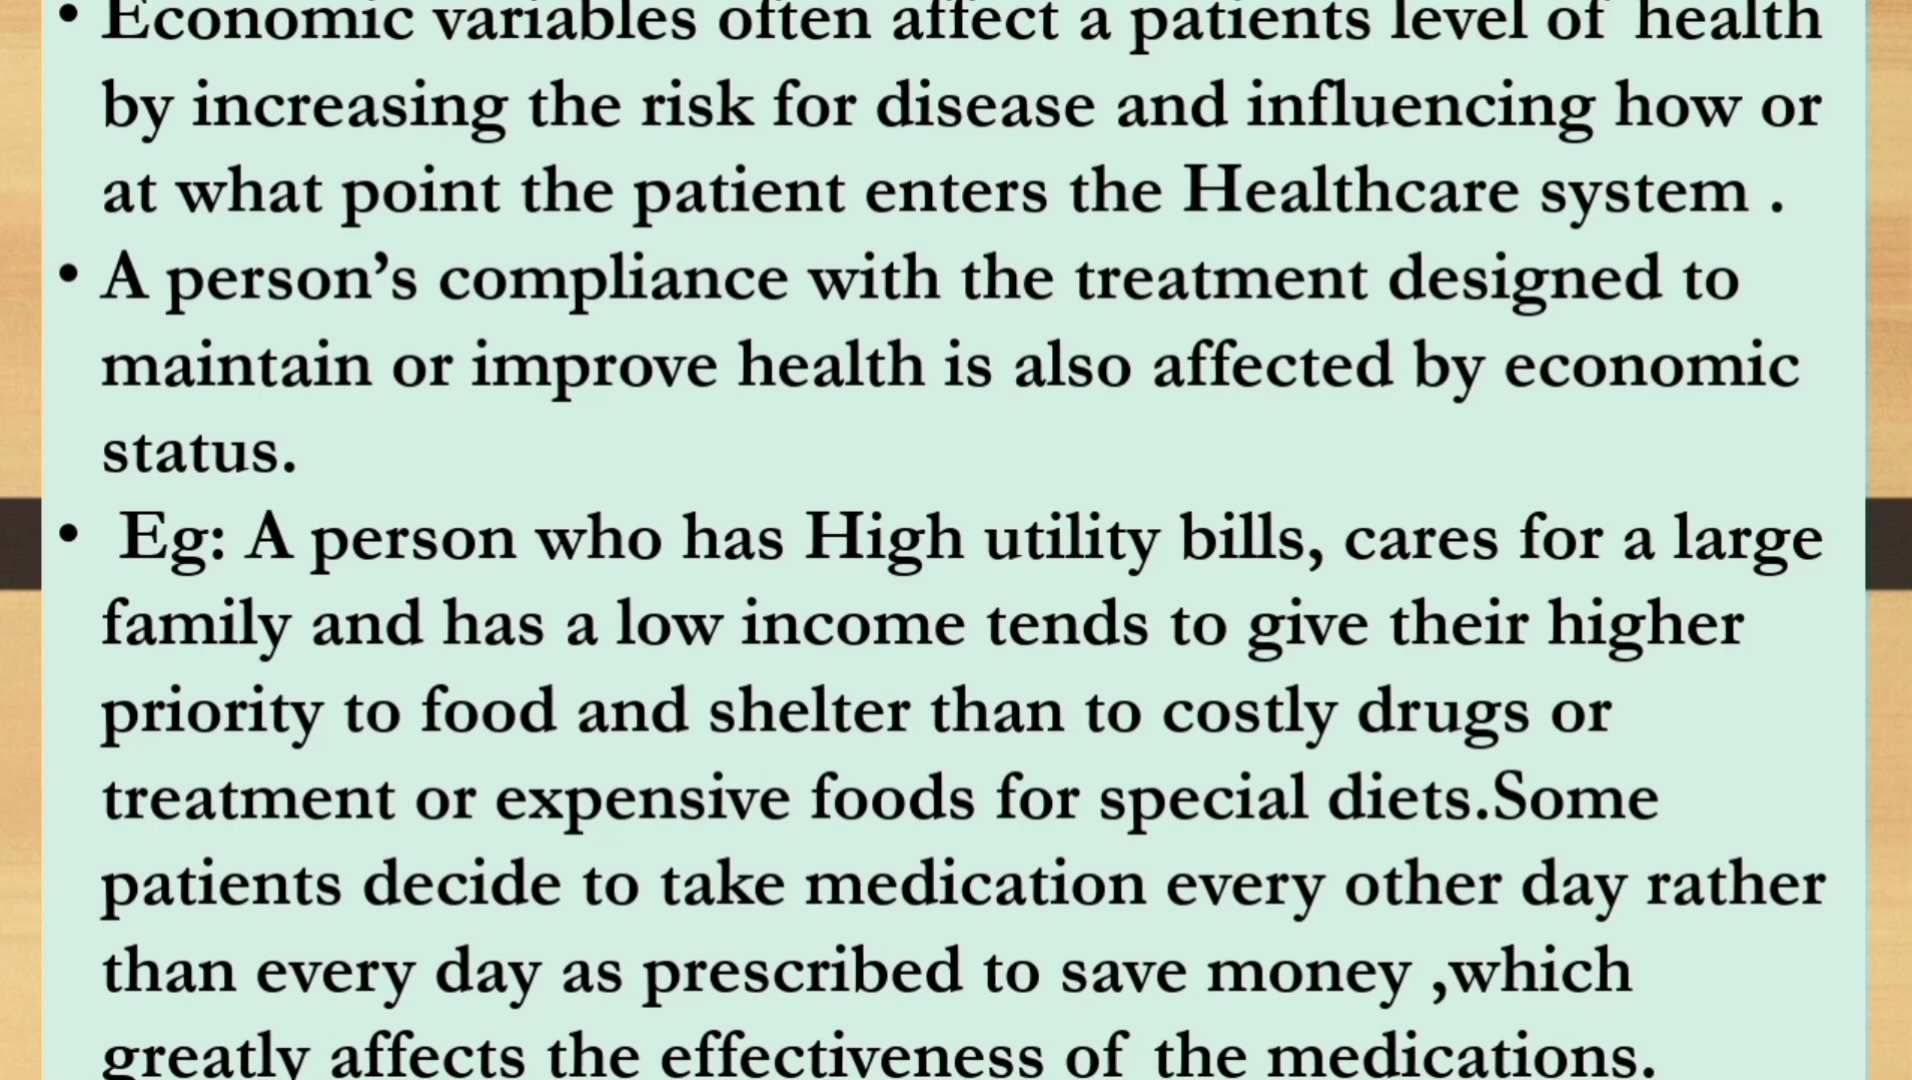 • Economic variables often affect a patients level of health
by increasing the risk for disease and influencing how or
at what point the patient enters the Healthcare system .
• A person’s compliance with the treatment designed to
maintain or improve health is also affected by economic
status.
• Eg: A person who has High utility bills, cares for a large
family and has a low income tends to give their higher
priority to food and shelter than to costly drugs or
treatment or expensive foods for special diets.Some
patients decide to take medication every other day rather
than every day as prescribed to save money ,which
greatly affects the effectiveness of the medications.